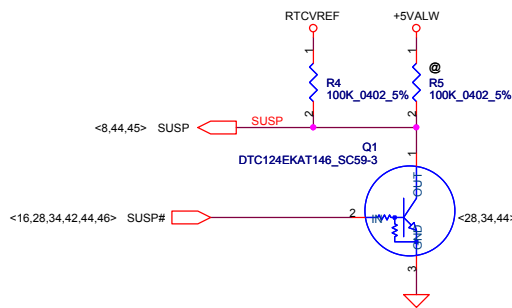 RTCVREF
+5VALW
1
1
@
R4
100K_0402_5%
R5
100K_0402_5%
2
2
<8,44,45> SUSP
SUSP
Q1
DTC124EKAT146_SC59-3
1
OUT
<16,28,34,42,44,46> SUSP#
2
IN
<28,34,44>
GND
3